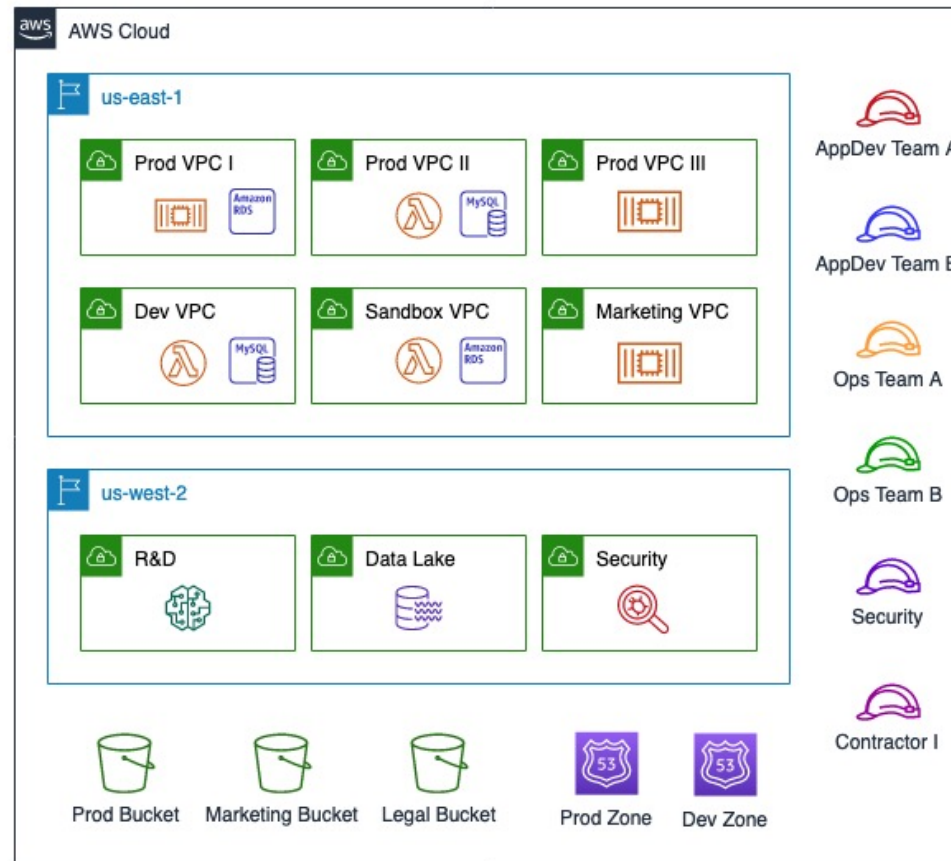 aws
AWS Cloud
us-east-1
Prod VPC I
Amazon
RDS
Prod VPC II
MySQL
Prod VPC III
Dev VPC
MySQL
Sandbox VPC
Amazon
RDS
Marketing VPC
us-west-2
R&D
Data Lake
Security
AppDev Team A
AppDev Team B
Ops Team A
Ops Team B
Security
Contractor I
Prod Bucket
Marketing Bucket
Legal Bucket
53
Prod Zone
53
Dev Zone